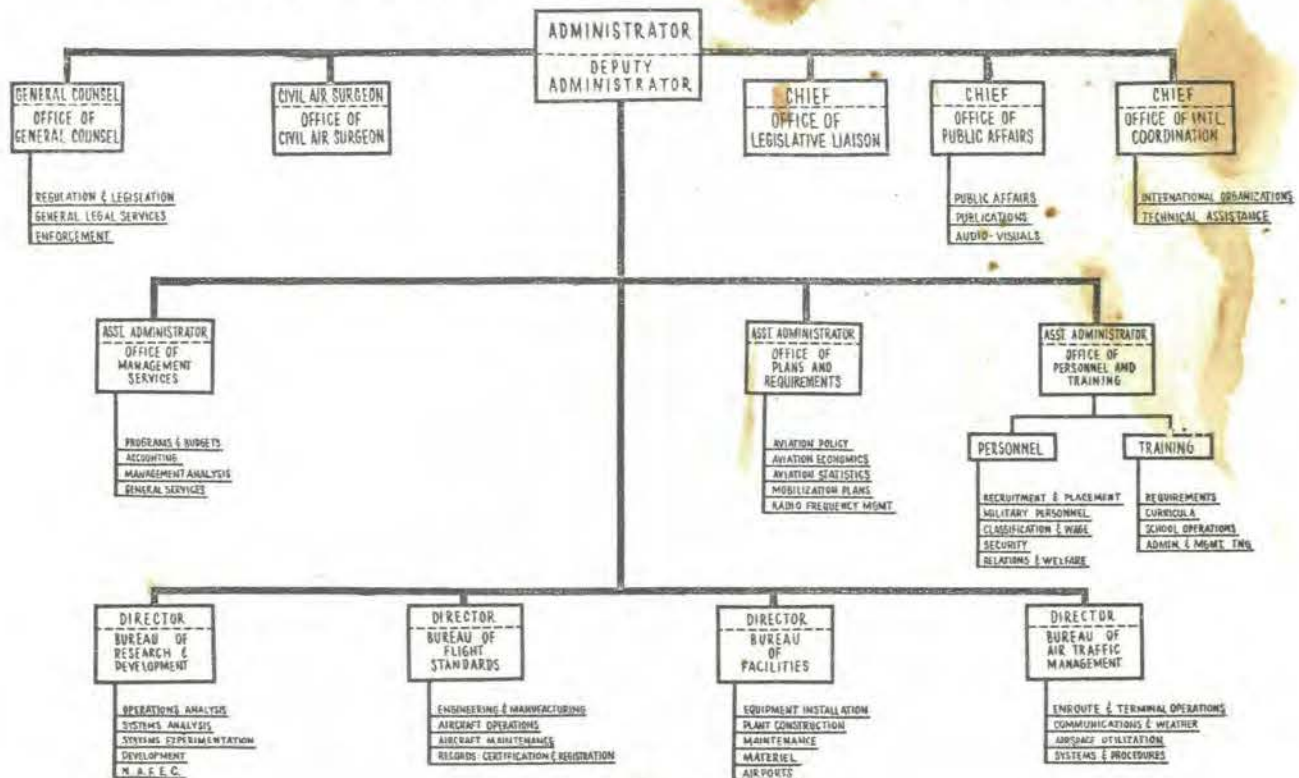 ADMINISTRATOR
DEPUTY
ADMINISTRATOR
GENERAL COUNSEL
OFFICE OF
GENERAL COUNSEL
REGULATION & LEGISLATION
GENERAL LEGAL SERVICES
ENFORCEMENT
CIVIL AIR SURGEON
OFFICE OF
CIVIL AIR SURGEON
CHIEF
OFFICE OF
LEGISLATIVE LIAISON
CHIEF
OFFICE OF
PUBLIC AFFAIRS
PUBLIC AFFAIRS
PUBLICATIONS
AUDIO-VISUALS
CHIEF
OFFICE OF INTL.
COORDINATION
INTERNATIONAL ORGANIZATIONS
TECHNICAL ASSISTANCE
ASST. ADMINISTRATOR
OFFICE OF
MANAGEMENT
SERVICES
PROGRAMS & BUDGETS
ACCOUNTING
MANAGEMENT ANALYSIS
GENERAL SERVICES
ASST. ADMINISTRATOR
OFFICE OF
PLANS AND
REQUIREMENTS
AVIATION POLICY
AVIATION ECONOMICS
AVIATION STATISTICS
MOBILIZATION PLANS
RADIO FREQUENCY MGMT
ASST. ADMINISTRATOR
OFFICE OF
PERSONNEL AND
TRAINING
PERSONNEL
RECRUITMENT & PLACEMENT
MILITARY PERSONNEL
CLASSIFICATION & WAGE
SECURITY
RELATIONS & WELFARE
TRAINING
REQUIREMENTS
CURRICULA
SCHOOL OPERATIONS
ADMIN. & MGMT. TNG
DIRECTOR
BUREAU OF
RESEARCH &
DEVELOPMENT
OPERATIONS ANALYSIS
SYSTEMS ANALYSIS
SYSTEMS EXPERIMENTATION
DEVELOPMENT
N.A.F.E.C.
DIRECTOR
BUREAU OF
FLIGHT
STANDARDS
ENGINEERING & MANUFACTURING
AIRCRAFT OPERATIONS
AIRCRAFT MAINTENANCE
RECORDS CERTIFICATION & REGISTRATION
DIRECTOR
BUREAU
OF
FACILITIES
EQUIPMENT INSTALLATION
PLANT CONSTRUCTION
MAINTENANCE
MATERIEL
AIRPORTS
DIRECTOR
BUREAU OF
AIR TRAFFIC
MANAGEMENT
ENROUTE & TERMINAL OPERATIONS
COMMUNICATIONS & WEATHER
AIRSPACE UTILIZATION
SYSTEMS & PROCEDURES